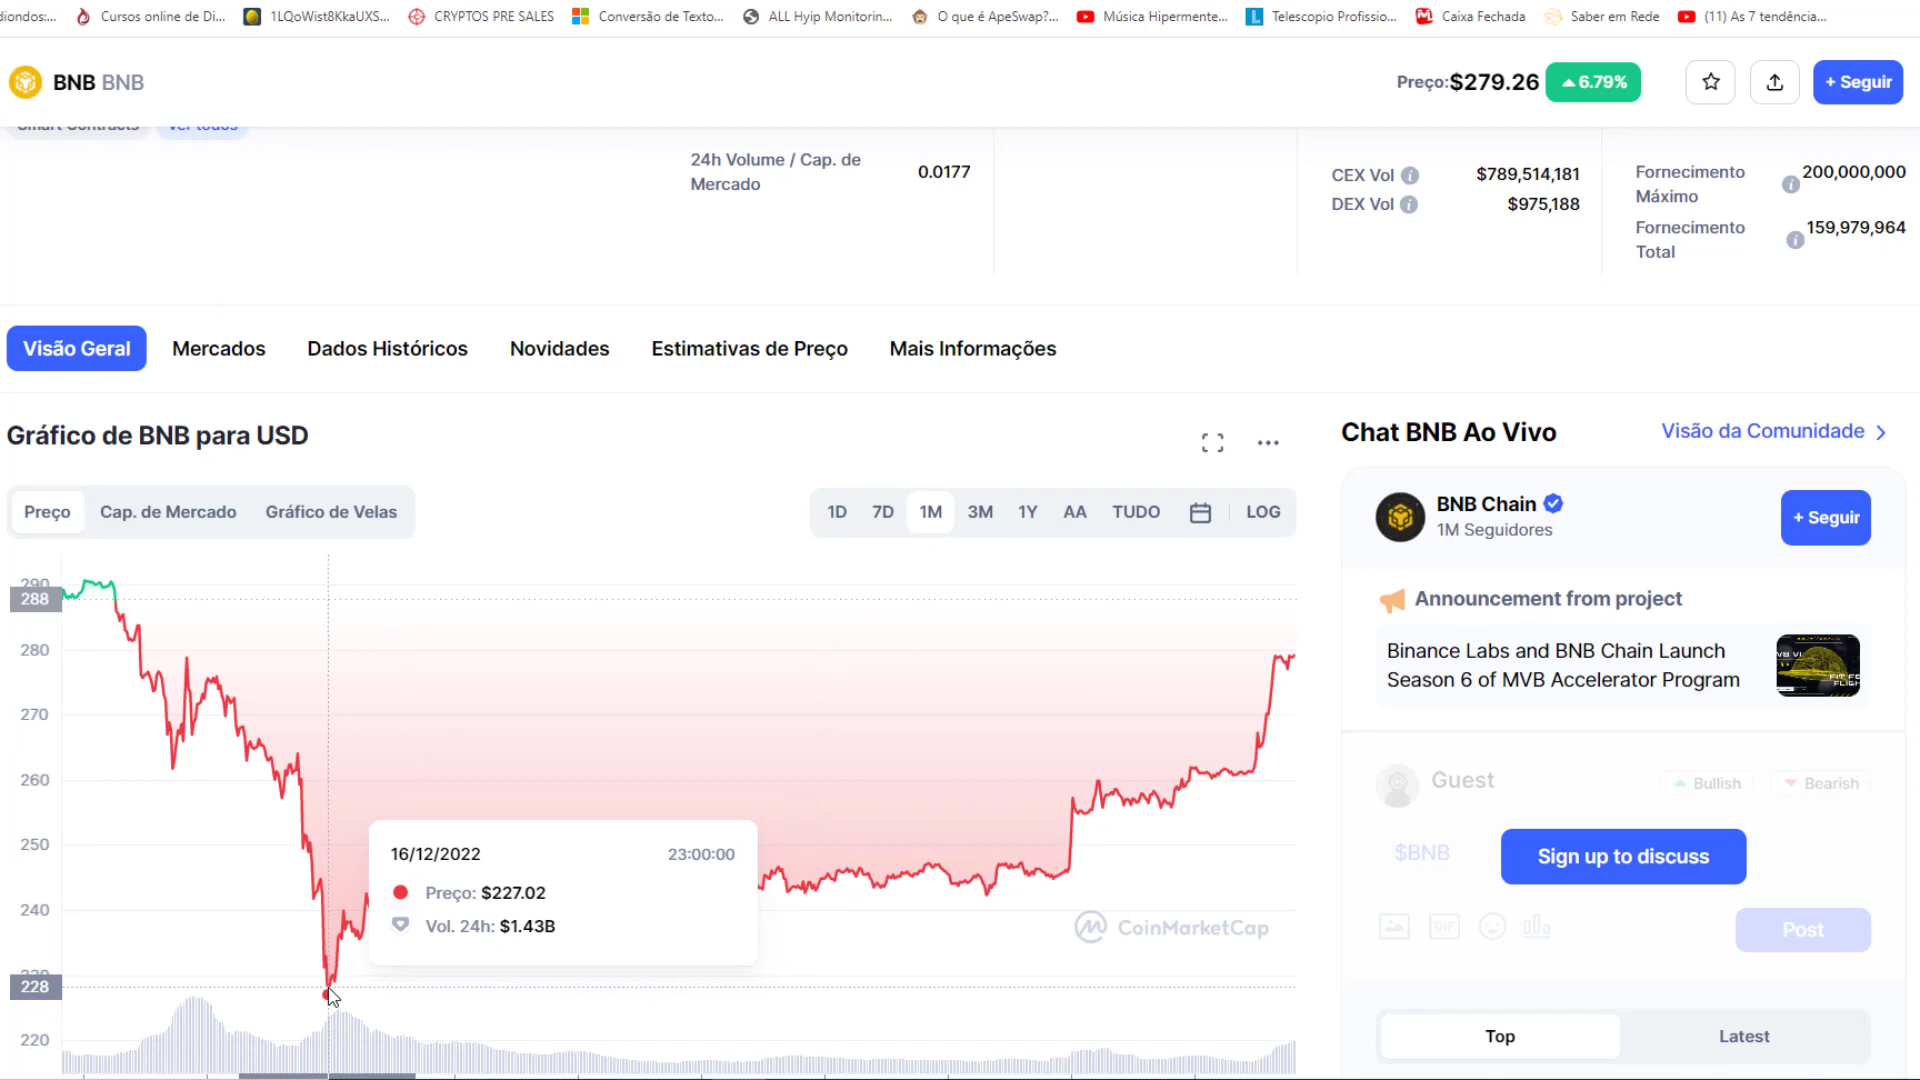 diondos:...
Cursos online de Di...
1LQoWist8KkaUXS...
CRYPTOS PRE SALES
Conversão de Texto...
ALL Hyip Monitorin...
O que é ApeSwap?...
Música Hipermente...
Telescopio Profissio...
Caixa Fechada
Saber em Rede
(11) As 7 tendência...
BNB BNB
Preço:$279.26
6.79%
+ Seguir
Smart Contracts
Ver todos
24h Volume / Cap. de
Mercado
0.0177
CEX Vol
$789,514,181
DEX Vol
$975,188
Fornecimento
Máximo
200,000,000
Fornecimento
Total
159,979,964
Visão Geral
Mercados
Dados Históricos
Novidades
Estimativas de Preço
Mais Informações
Gráfico de BNB para USD
Preço
Cap. de Mercado
Gráfico de Velas
1D
7D
1M
3M
1Y
AA
TUDO
LOG
290
288
280
270
260
250
240
230
228
220
16/12/2022
23:00:00
Preço: $227.02
Vol. 24h: $1.43B
CoinMarketCap
Chat BNB Ao Vivo
Visão da Comunidade
BNB Chain
1M Seguidores
+ Seguir
Announcement from project
Binance Labs and BNB Chain Launch
Season 6 of MVB Accelerator Program
Guest
Bullish
Bearish
$BNB
Sign up to discuss
GIF
Post
Top
Latest